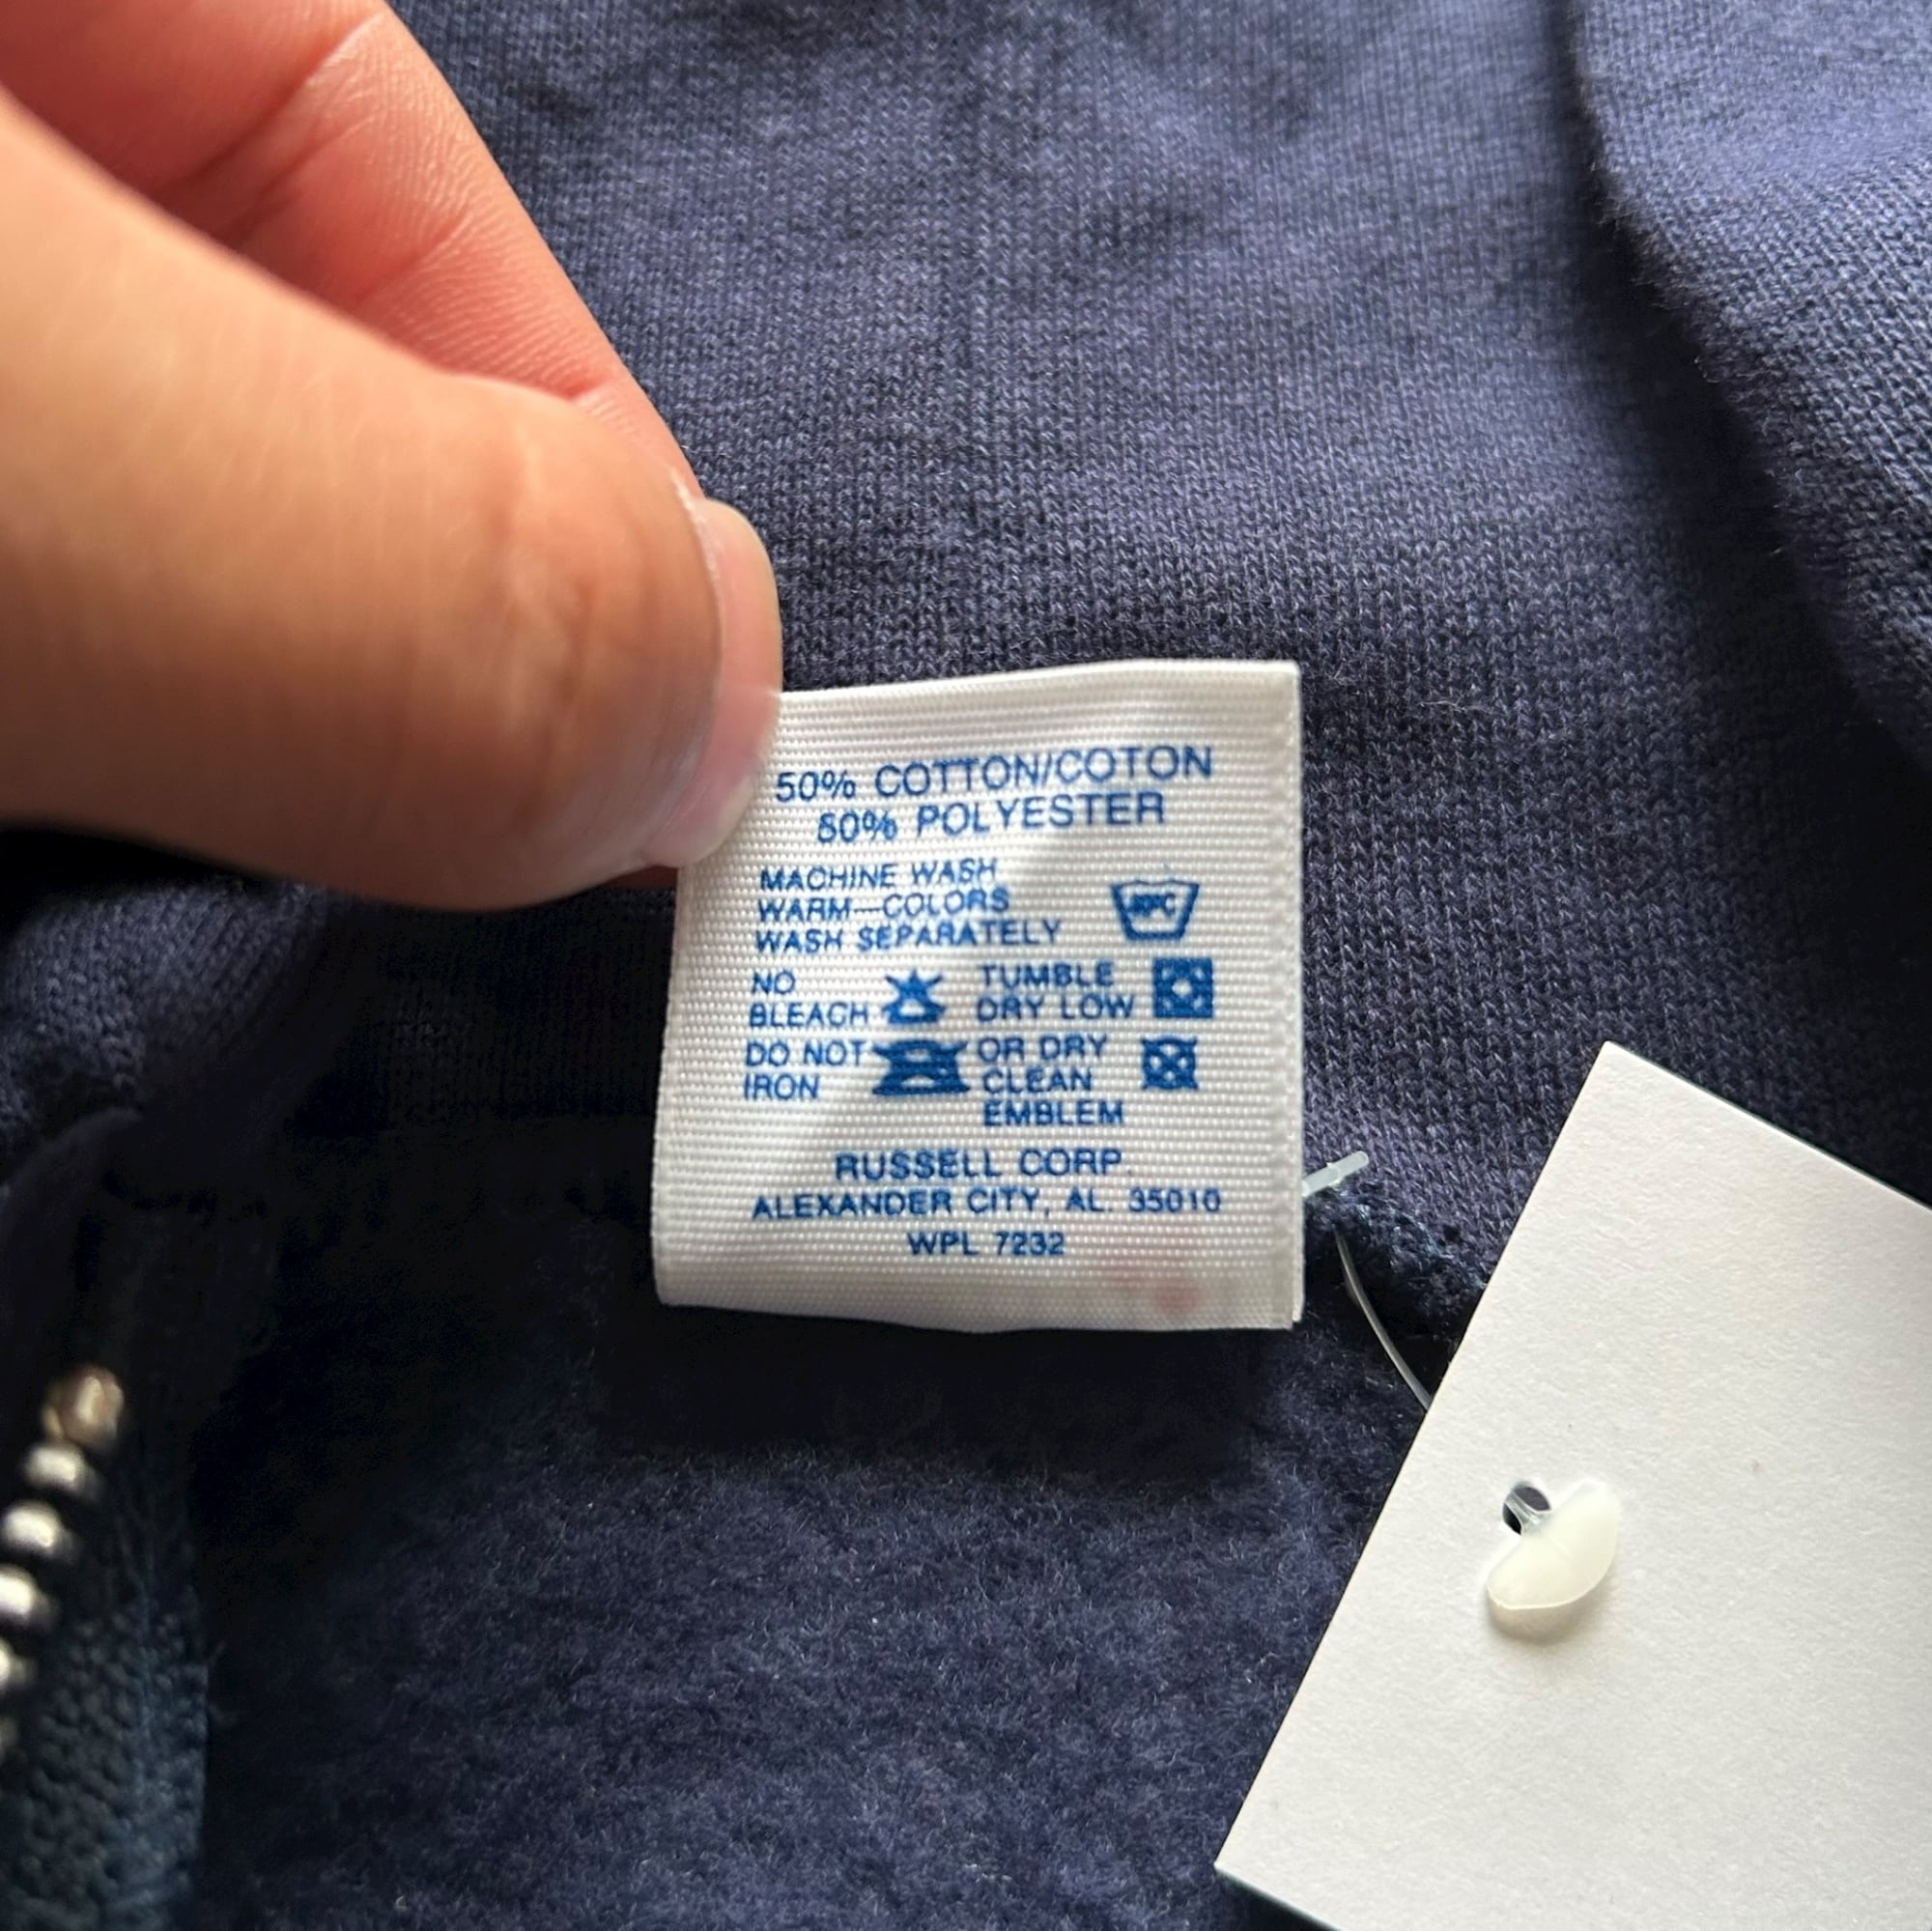 50% COTTON/COTON
50% POLYESTER
MACHINE WASH
WARM—COLORS
WASH SEPARATELY
NO
BLEACH
TUMBLE
DRY LOW
DO NOT
IRON
OR DRY
CLEAN
EMBLEM
RUSSELL CORP.
ALEXANDER CITY, AL. 35010
WPL 7232